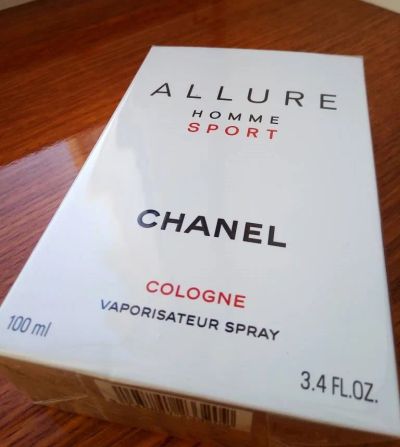 ALLURE
HOMME
SPORT
CHANEL
COLOGNE
VAPORISATEUR SPRAY
100 ml
3.4 FL.OZ.